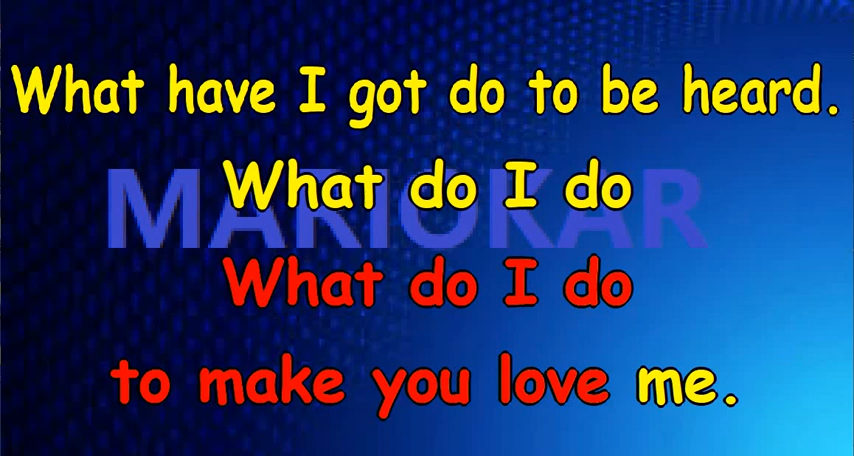 What have I got do to be heard.
What do I do
MARIOKAR
What do I do
to make you love me.